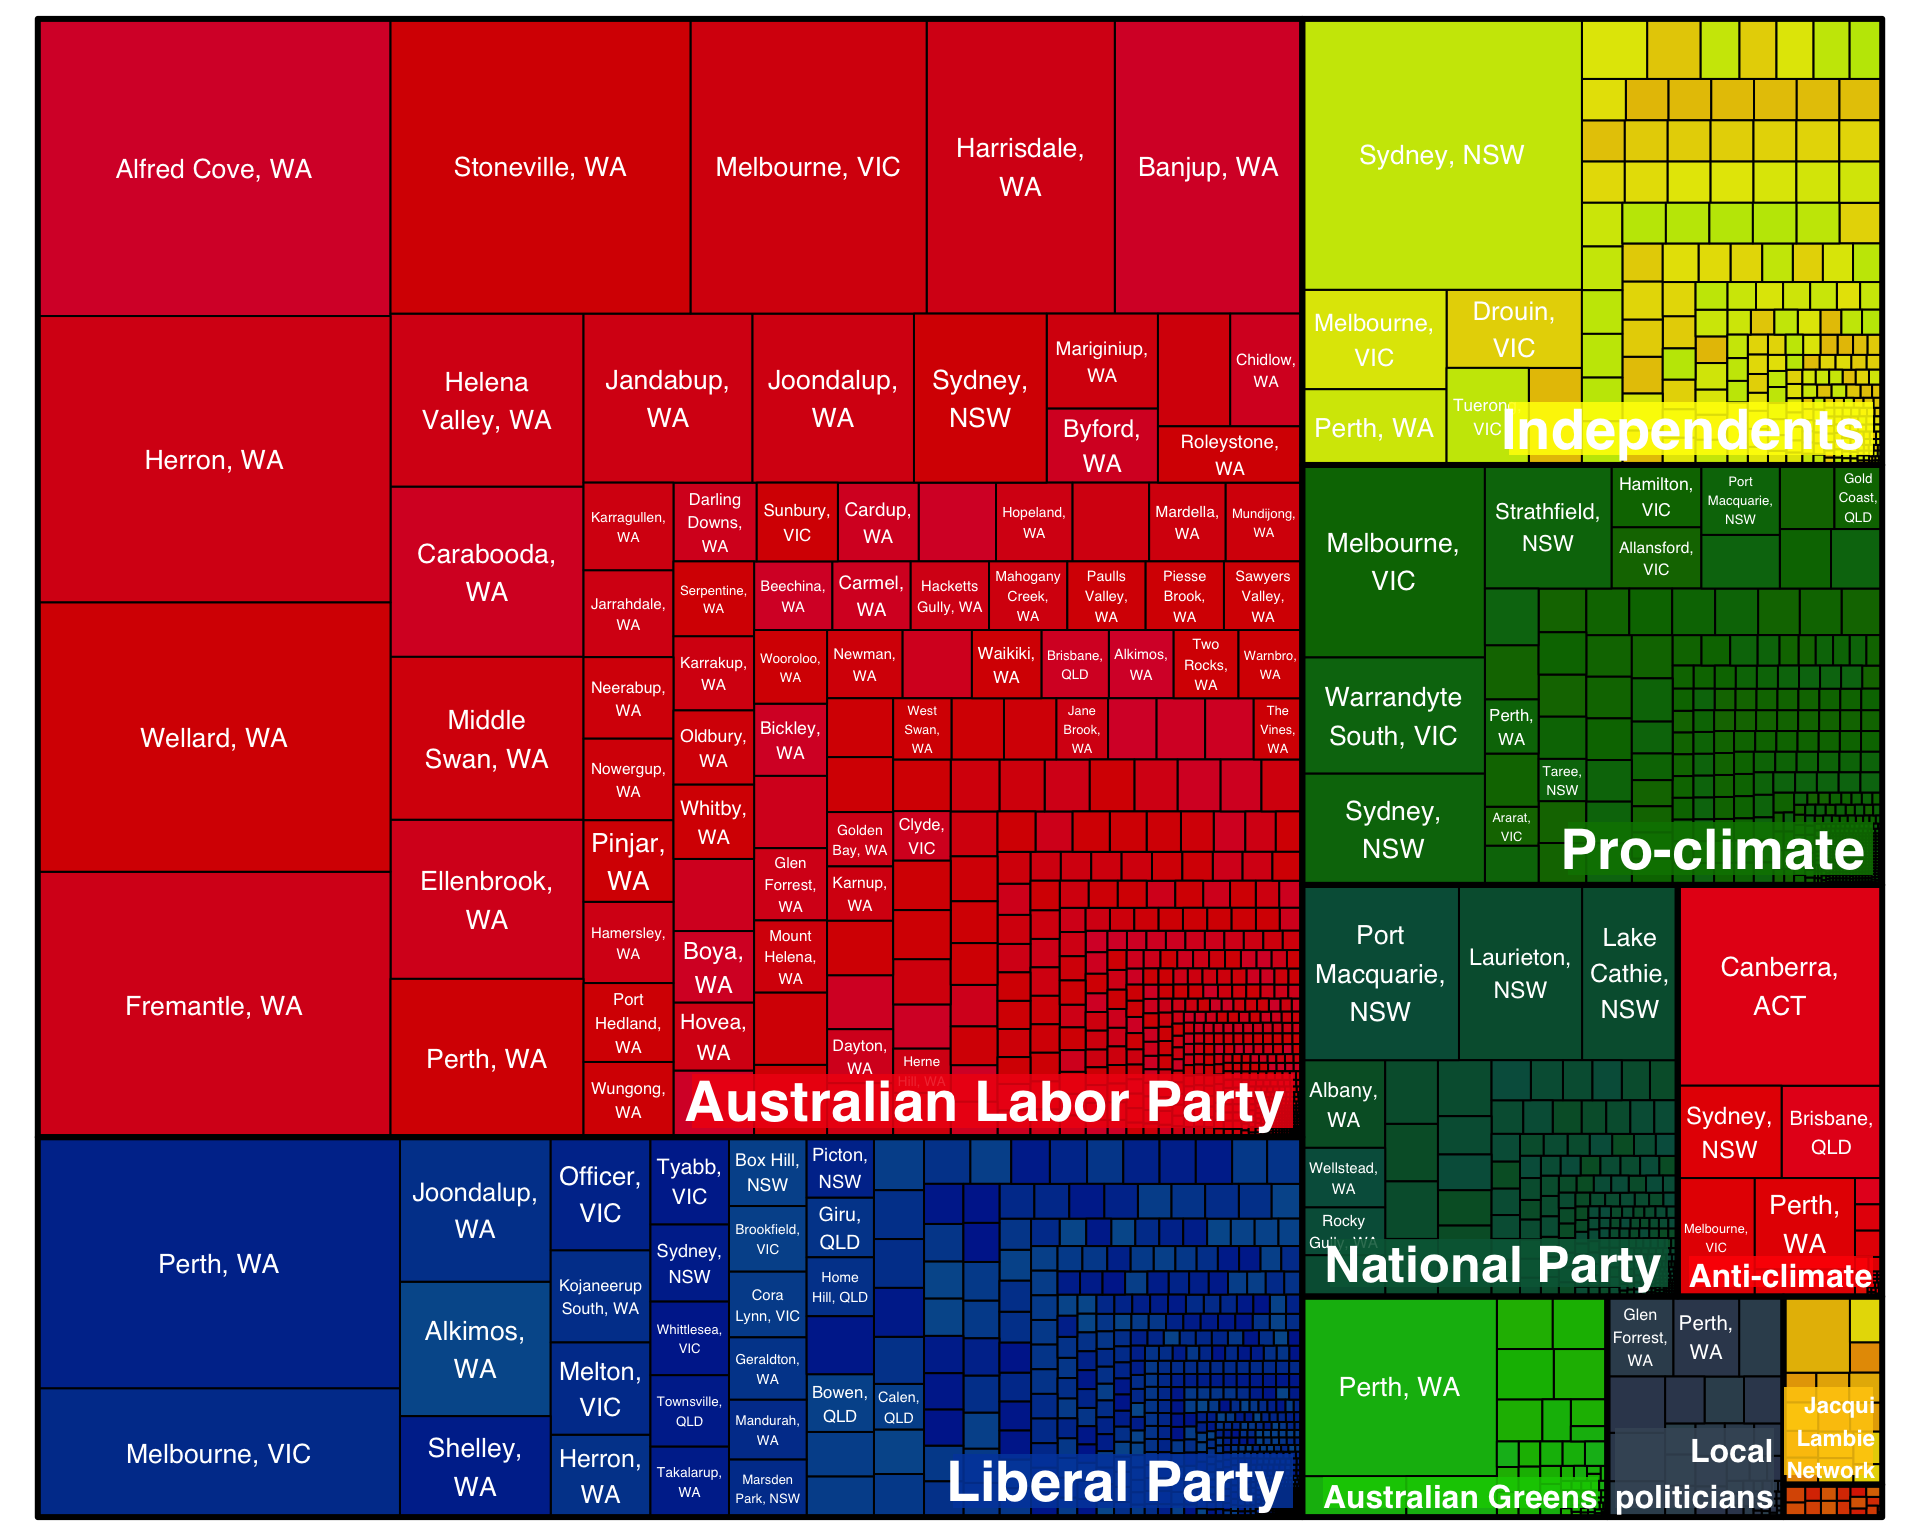 Alfred Cove, WA
Stoneville, WA
Melbourne, VIC
Harrisdale,
WA
Banjup, WA
Herron, WA
Wellard, WA
Fremantle, WA
Helena
Valley, WA
Jandabup,
WA
Joondalup,
WA
Sydney,
NSW
Mariginiup,
WA
Chidlow,
WA
Byford,
WA
Roleystone,
WA
Carabooda,
WA
Middle
Swan, WA
Ellenbrook,
WA
Perth, WA
Karragullen,
WA
Jarrahdale,
WA
Neerabup,
WA
Nowergup,
WA
Pinjar,
WA
Hamersley,
WA
Port
Hedland,
WA
Wungong,
WA
Darling
Downs,
WA
Sunbury,
VIC
Cardup,
WA
Hopeland,
WA
Mardella,
WA
Mundijong,
WA
Serpentine,
WA
Beechina,
WA
Carmel,
WA
Hacketts
Gully, WA
Mahogany
Creek,
WA
Paulls
Valley,
WA
Piesse
Brook,
WA
Sawyers
Valley,
WA
Karrakup,
WA
Wooroloo,
WA
Newman,
WA
Waikiki,
WA
Brisbane,
QLD
Alkimos,
WA
Two
Rocks,
WA
Warnbro,
WA
Oldbury,
WA
Bickley,
WA
West
Swan,
WA
Jane
Brook,
WA
The
Vines,
WA
Whitby,
WA
Golden
Bay, WA
Clyde,
VIC
Glen
Forrest,
WA
Karnup,
WA
Boya,
WA
Mount
Helena,
WA
Hovea,
WA
Dayton,
WA
Herne
Hill, WA
Australian Labor Party
Perth, WA
Melbourne, VIC
Joondalup,
WA
Alkimos,
WA
Shelley,
WA
Officer,
VIC
Kojaneerup
South, WA
Melton,
VIC
Herron,
WA
Tyabb,
VIC
Sydney,
NSW
Whittlesea,
VIC
Townsville,
QLD
Takalarup,
WA
Box Hill,
NSW
Brookfield,
VIC
Cora
Lynn, VIC
Geraldton,
WA
Mandurah,
WA
Marsden
Park, NSW
Picton,
NSW
Giru,
QLD
Home
Hill, QLD
Bowen,
QLD
Calen,
QLD
Liberal Party
Sydney, NSW
Melbourne,
VIC
Drouin,
VIC
Perth, WA
Tuerong,
VIC
Independents
Melbourne,
VIC
Warrandyte
South, VIC
Sydney,
NSW
Strathfield,
NSW
Hamilton,
VIC
Allansford,
VIC
Port
Macquarie,
NSW
Gold
Coast,
QLD
Perth,
WA
Taree,
NSW
Ararat,
VIC
Pro-climate
Port
Macquarie,
NSW
Laurieton,
NSW
Lake
Cathie,
NSW
Albany,
WA
Wellstead,
WA
Rocky
Gully, WA
National Party
Canberra,
ACT
Sydney,
NSW
Brisbane,
QLD
Melbourne,
VIC
Perth,
WA
Anti-climate
Perth, WA
Australian Greens
Glen
Forrest,
WA
Perth,
WA
Local
politicians
Jacqui
Lambie
Network